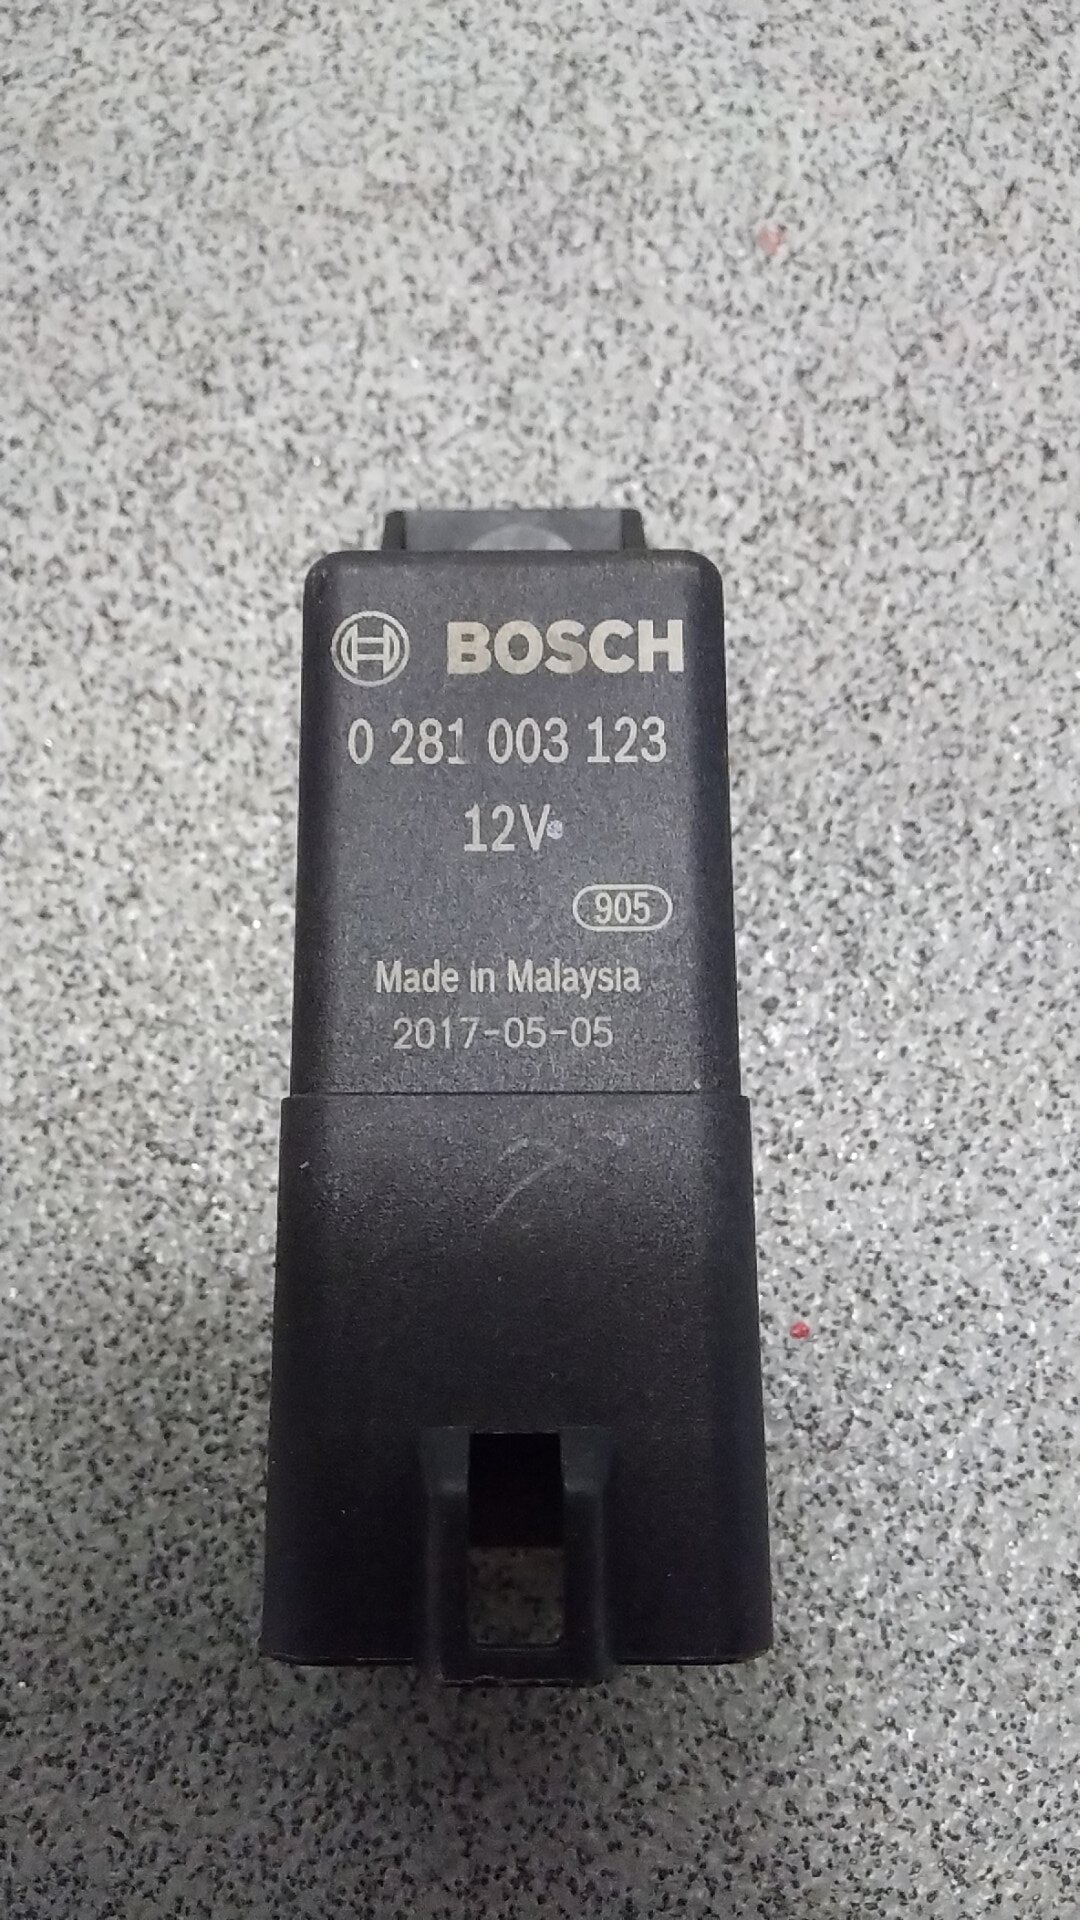 BOSCH
0 281 003 123
12V
905
Made in Malaysia
2017-05-05